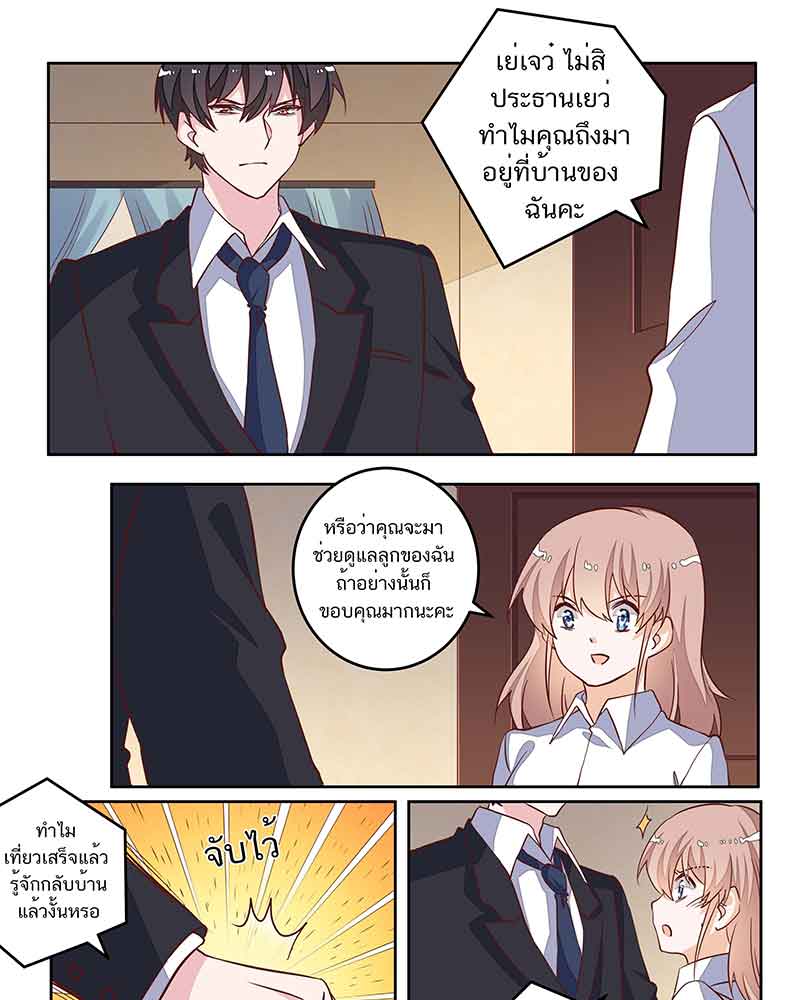 เย่เจว๋ ไม่สิ
ประธานเยว่
ทำไมคุณถึงมา
อยู่ที่บ้านของ
ฉันคะ
หรือว่าคุณจะมา
ช่วยดูแลลูกของฉัน
ถ้าอย่างนั้นก็
ขอบคุณมากนะคะ
ทำไม
เที่ยวเสร็จแล้ว
รู้จักกลับบ้าน
แล้วงั้นหรอ
จับไว้